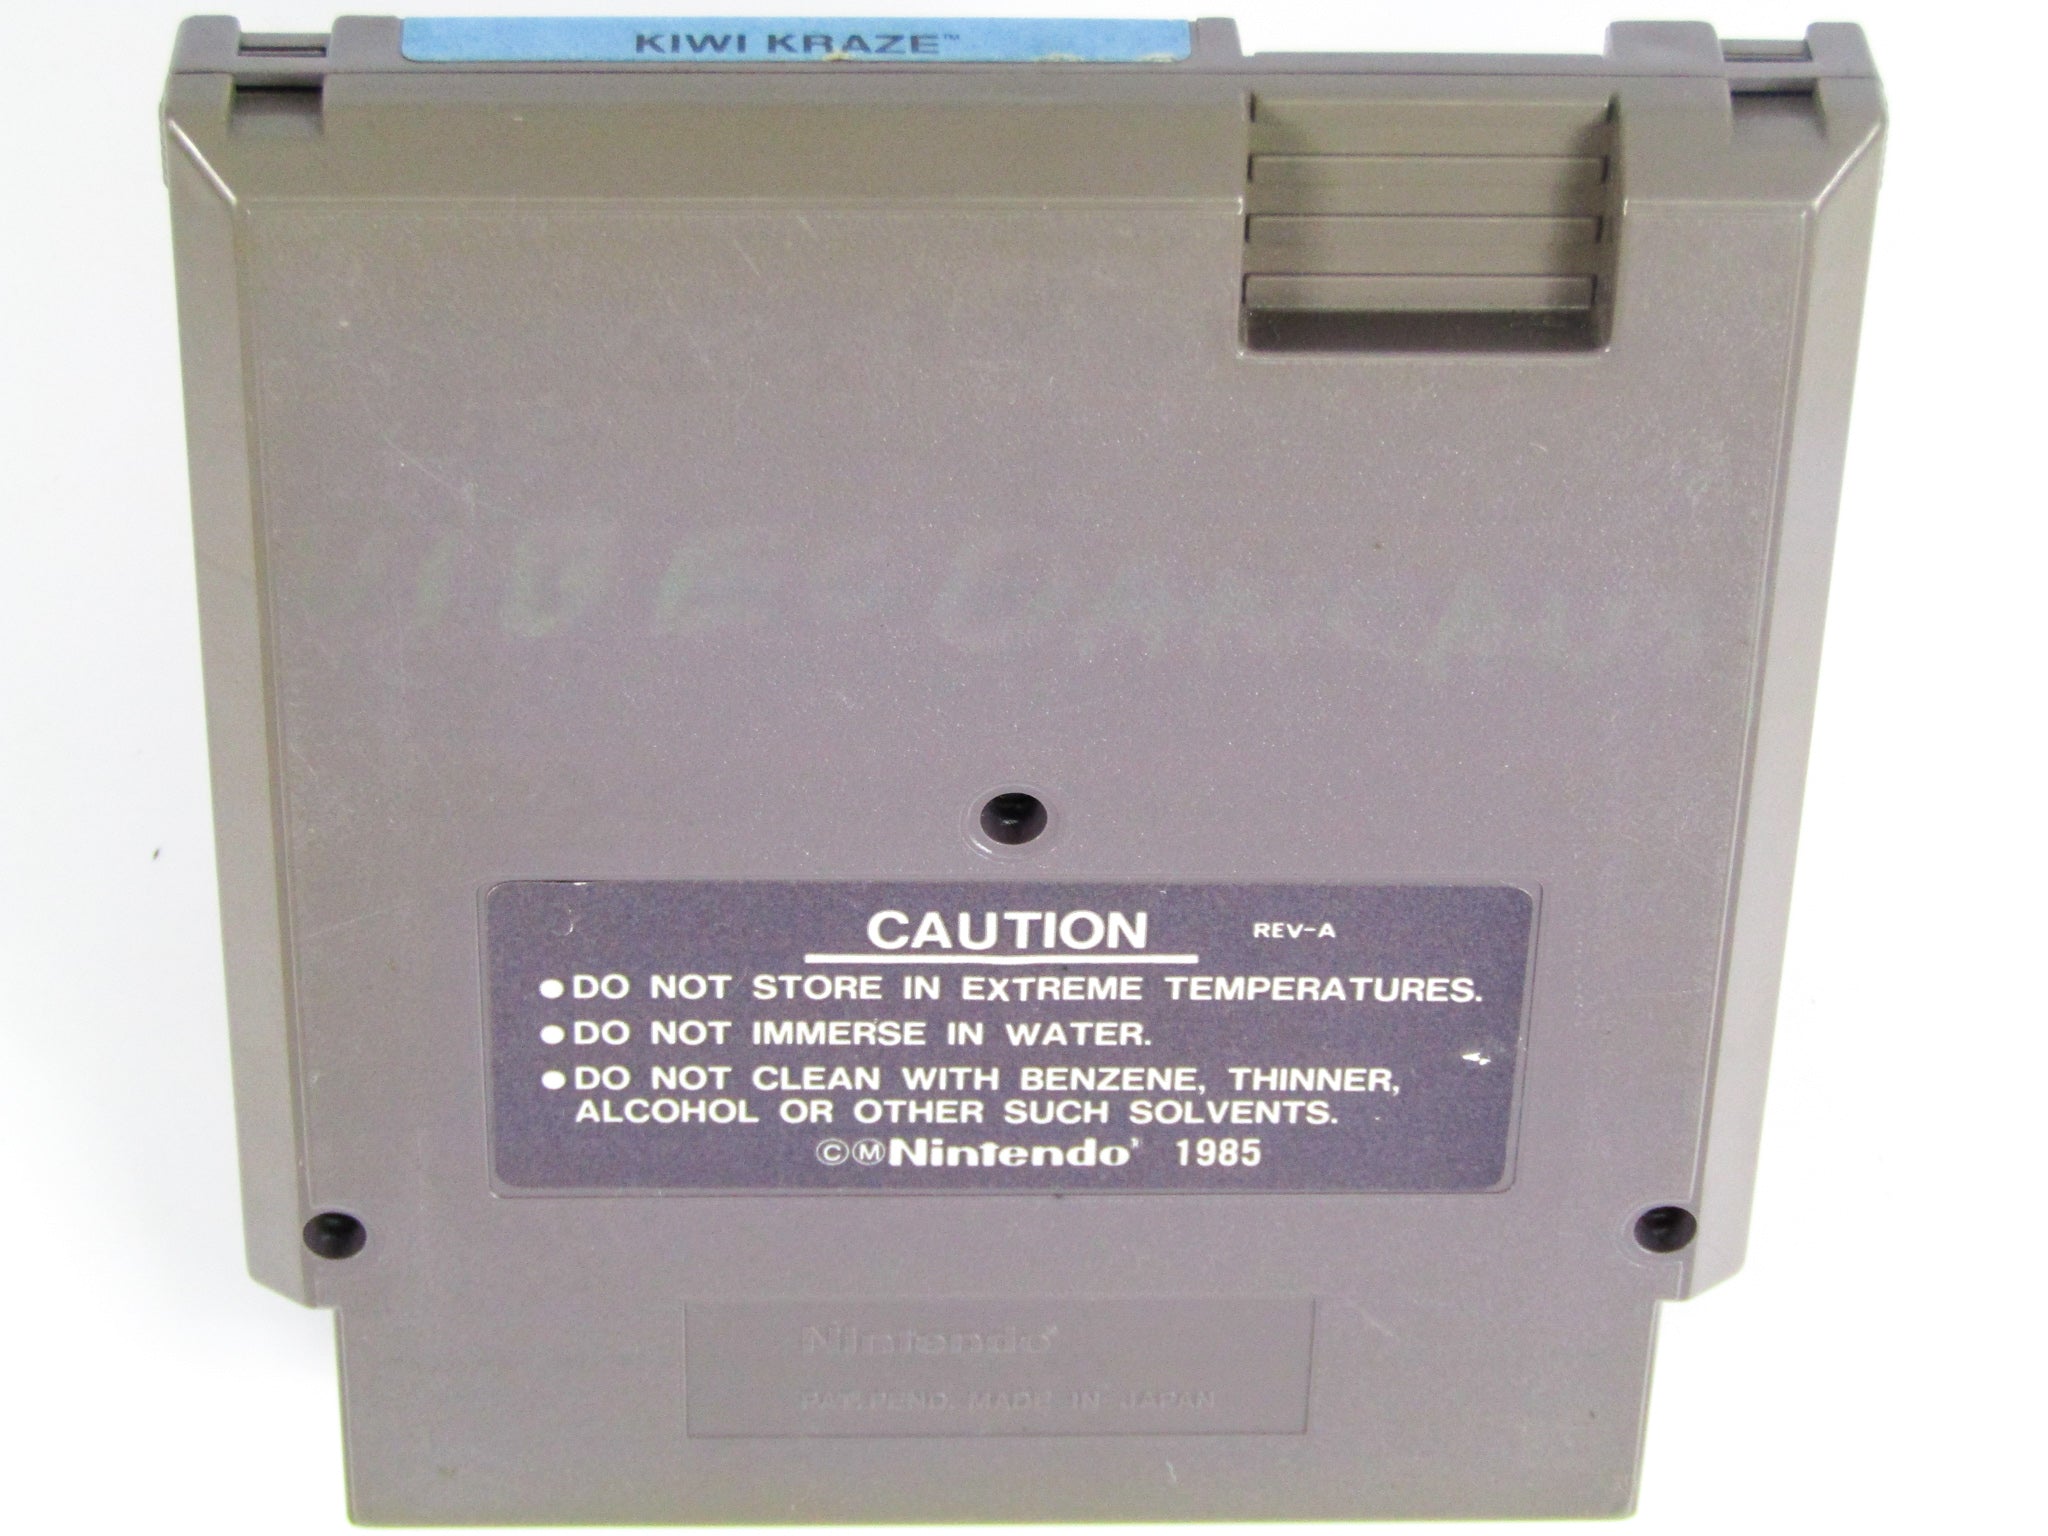 KIWI KRAZE™
CAUTION REV-A
●DO NOT STORE IN EXTREME TEMPERATURES.
●DO NOT IMMERSE IN WATER.
●DO NOT CLEAN WITH BENZENE, THINNER,
ALCOHOL OR OTHER SUCH SOLVENTS.
©ⓂNintendo® 1985
Nintendo®
PAT. PEND. MADE IN JAPAN